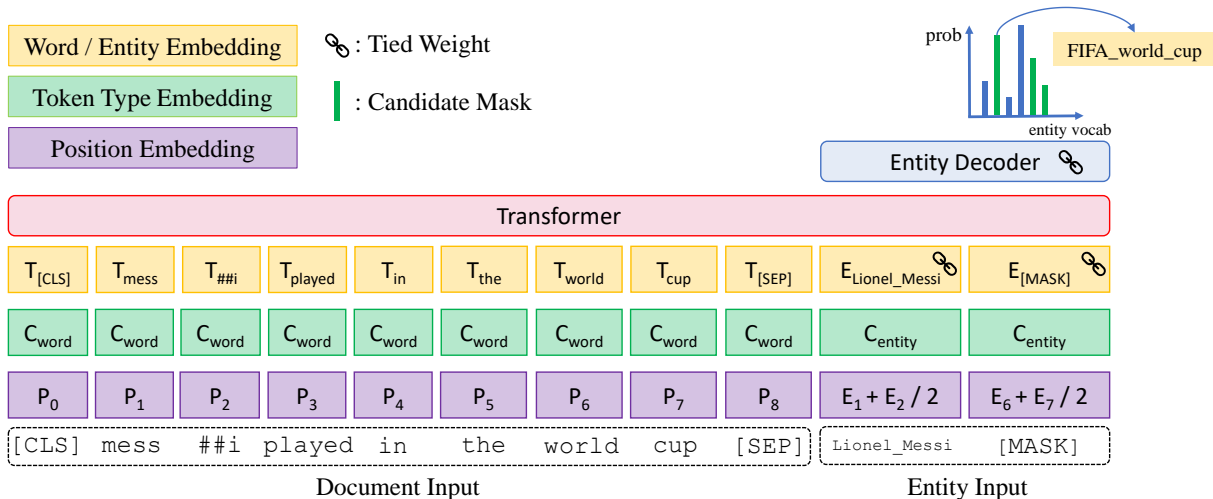 Word / Entity Embedding
: Tied Weight
prob
FIFA_world_cup
Token Type Embedding
: Candidate Mask
entity vocab
Position Embedding
Entity Decoder
Transformer
T[CLS] Tmess T##i Tplayed Tin Tthe Tworld Tcup T[SEP] ELionel_Messi E[MASK]
Cword Cword Cword Cword Cword Cword Cword Cword Cword Centity Centity
P0 P1 P2 P3 P4 P5 P6 P7 P8 E1 + E2 / 2 E6 + E7 / 2
[CLS] mess ##i played in the world cup [SEP] Lionel_Messi [MASK]
Document Input Entity Input